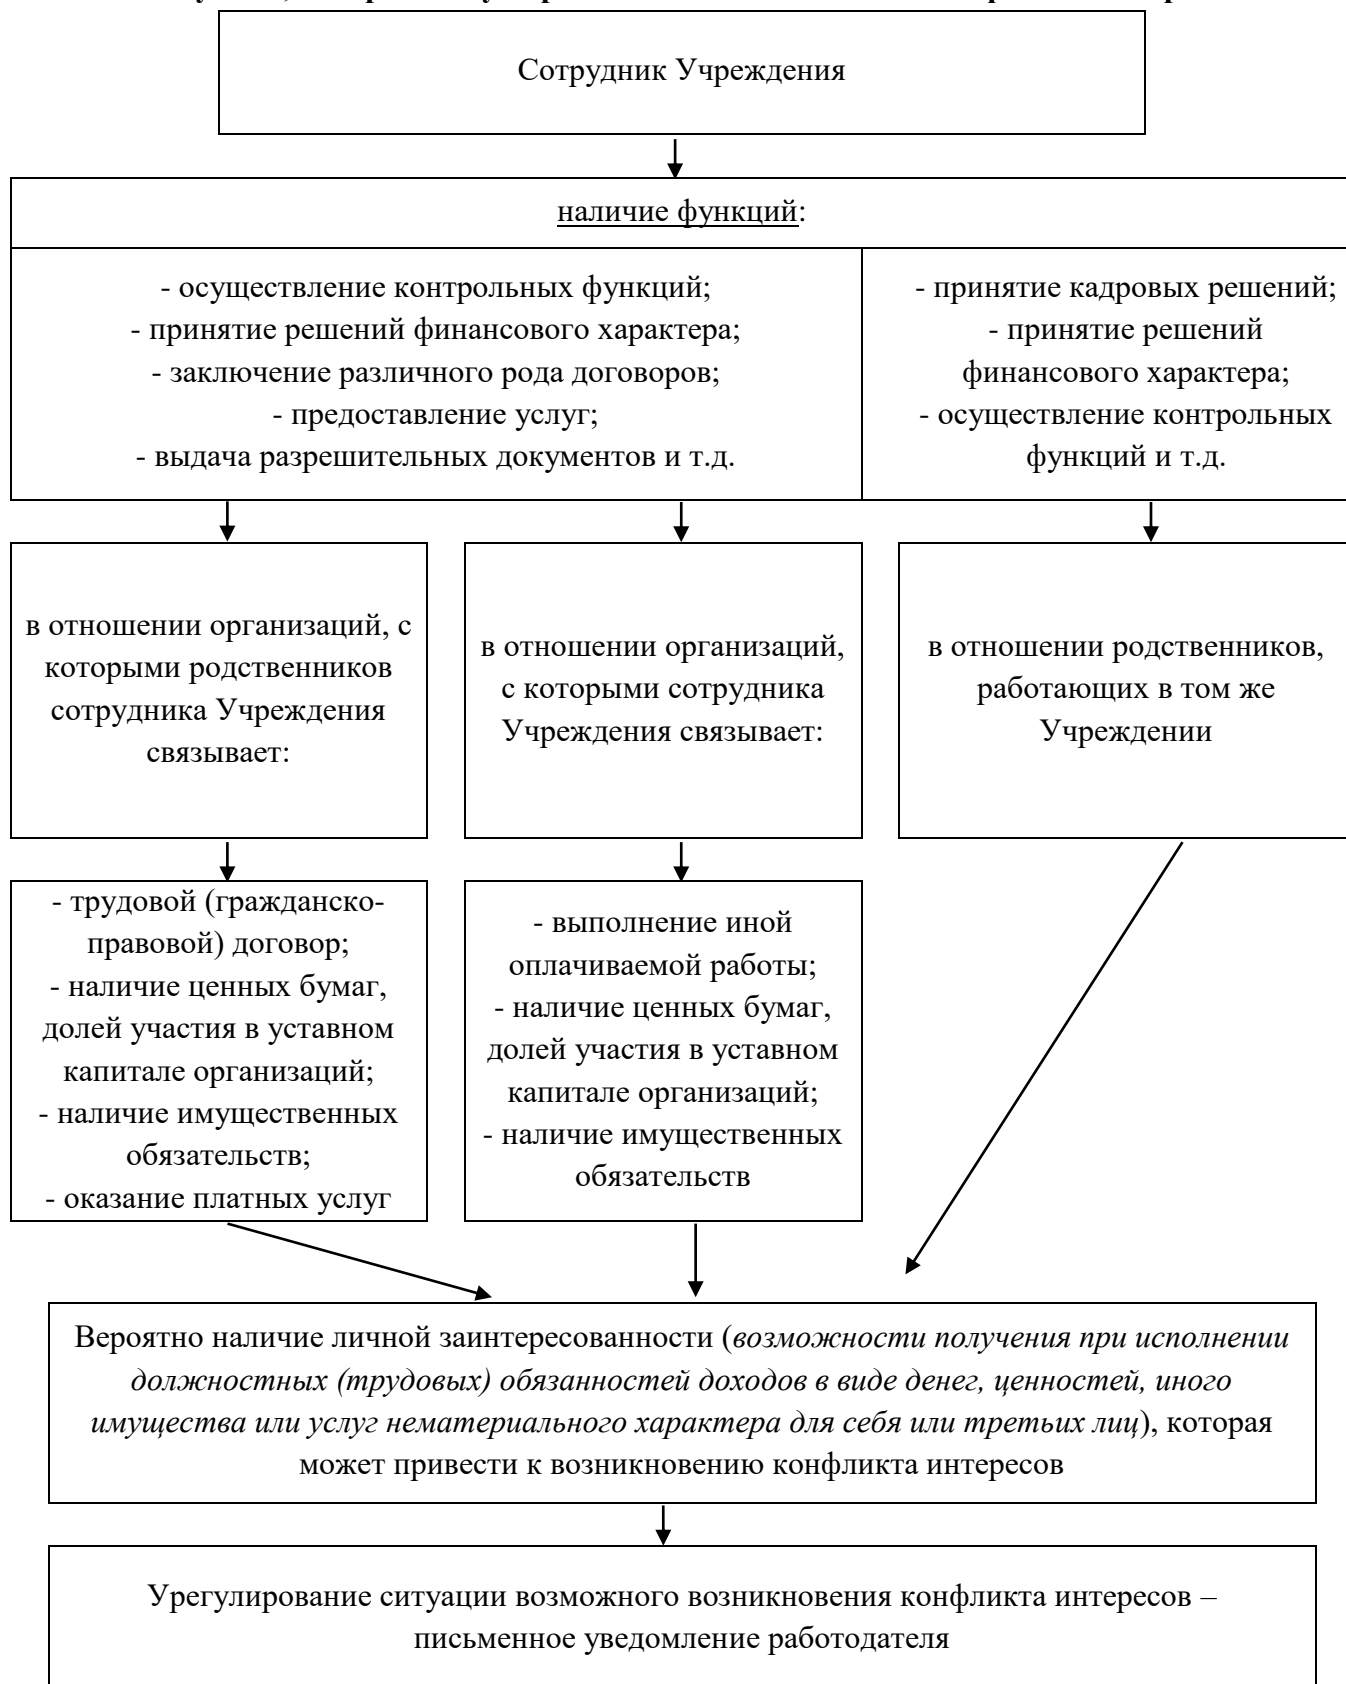 Сотрудник Учреждения
наличие функций:
- осуществление контрольных функций;
- принятие решений финансового характера;
- заключение различного рода договоров;
- предоставление услуг;
- выдача разрешительных документов и т.д.
- принятие кадровых решений;
- принятие решений
финансового характера;
- осуществление контрольных
функций и т.д.
в отношении организаций, с
которыми родственников
сотрудника Учреждения
связывает:
в отношении организаций,
с которыми сотрудника
Учреждения связывает:
в отношении родственников,
работающих в том же
Учреждении
- трудовой (гражданско-
правовой) договор;
- наличие ценных бумаг,
долей участия в уставном
капитале организаций;
- наличие имущественных
обязательств;
- оказание платных услуг
- выполнение иной
оплачиваемой работы;
- наличие ценных бумаг,
долей участия в уставном
капитале организаций;
- наличие имущественных
обязательств
Вероятно наличие личной заинтересованности (возможности получения при исполнении
должностных (трудовых) обязанностей доходов в виде денег, ценностей, иного
имущества или услуг нематериального характера для себя или третьих лиц), которая
может привести к возникновению конфликта интересов
Урегулирование ситуации возможного возникновения конфликта интересов –
письменное уведомление работодателя